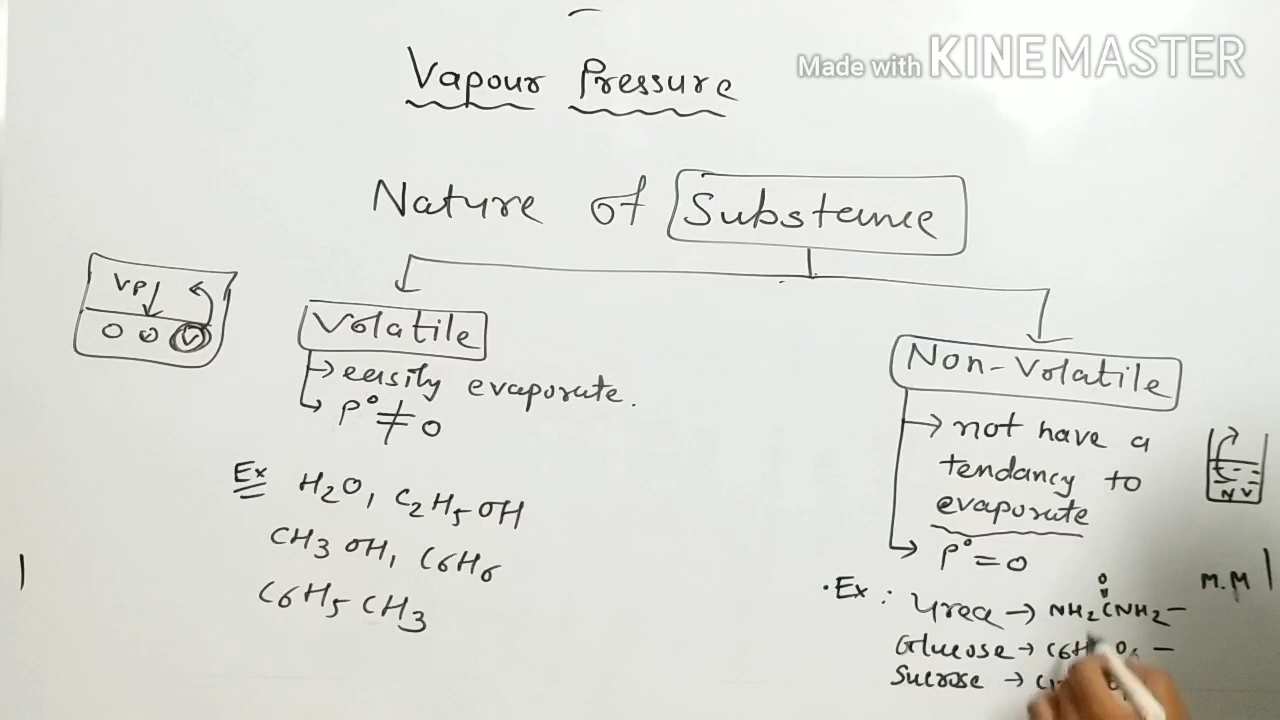 Made with KINEMASTER
Vapour Pressure
Nature of Substance
VP
V
Volatile
→ easily evaporate.
→ P° ≠ 0
Ex H2O, C2H5OH
CH3OH, C6H6
C6H5CH3
Non-Volatile
→ not have a
tendancy to
evaporate
→ P° = 0
N V
M.M
.Ex: Urea → NH2CNH2 —
O
Glucose →
Sucrose →